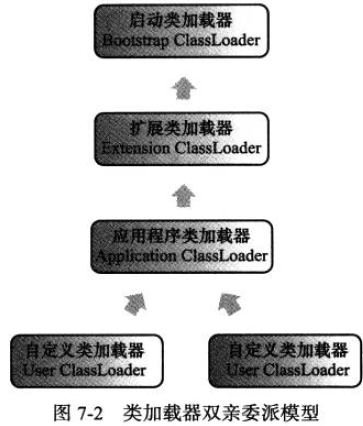 启动类加载器
Bootstrap ClassLoader
扩展类加载器
Extension ClassLoader
应用程序类加载器
Application ClassLoader
自定义类加载器
User ClassLoader
自定义类加载器
User ClassLoader
图 7-2 类加载器双亲委派模型